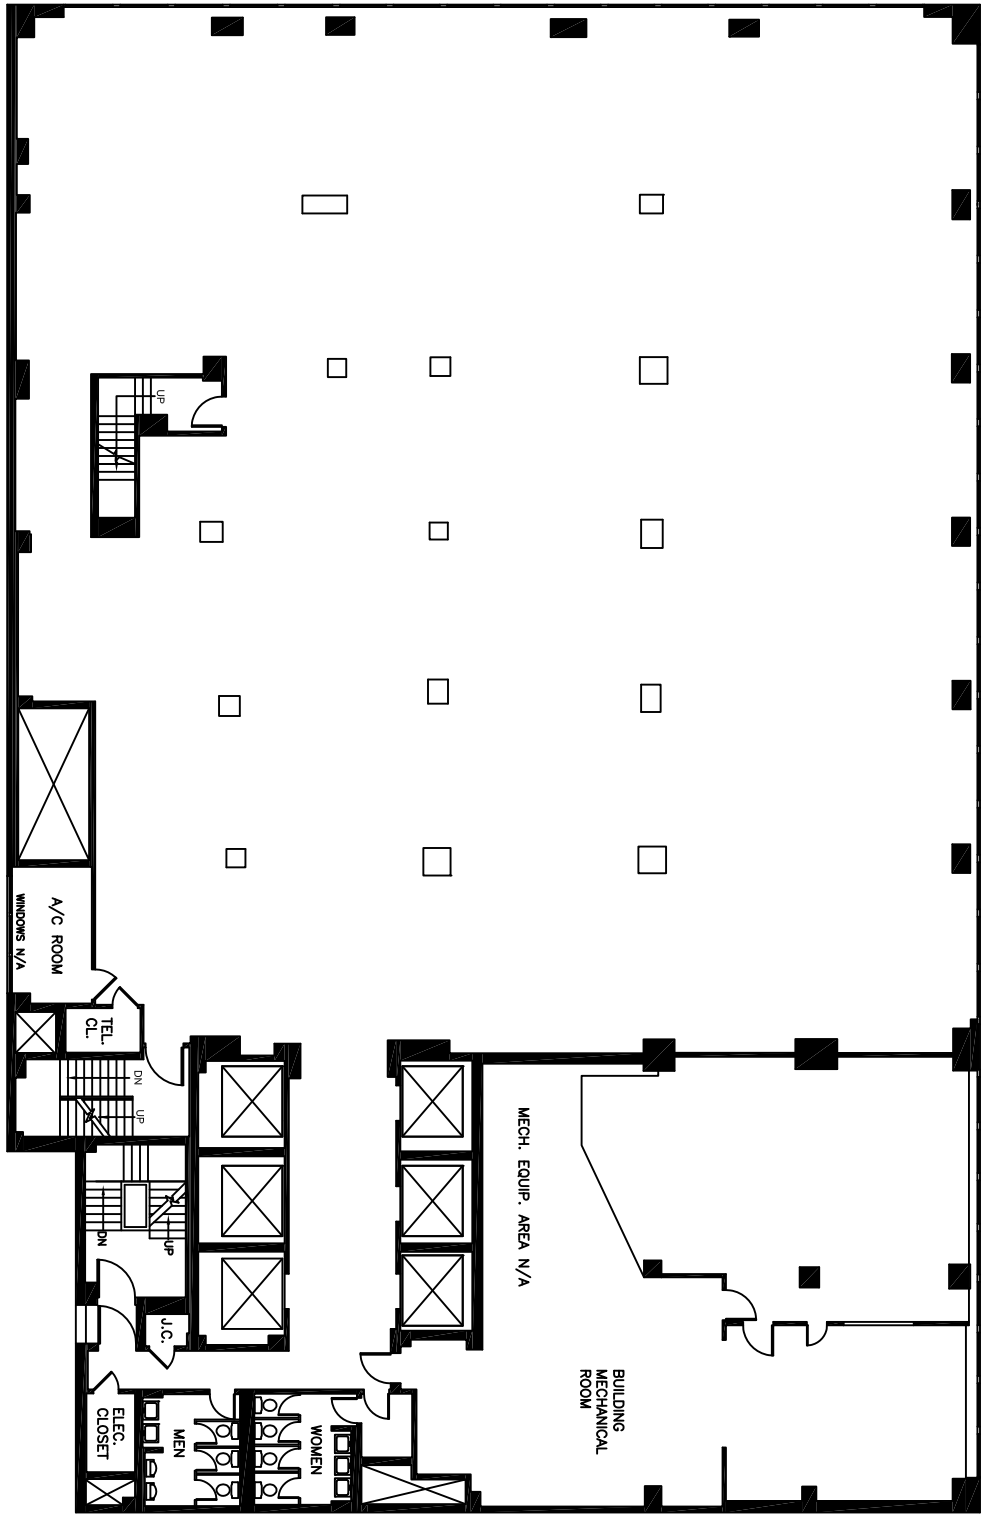 UP
A/C ROOM
WINDOWS N/A
TEL.
CL.
DN
UP
DN
UP
J.C.
ELEC.
CLOSET
MEN
WOMEN
MECH. EQUIP. AREA N/A
BUILDING
MECHANICAL
ROOM